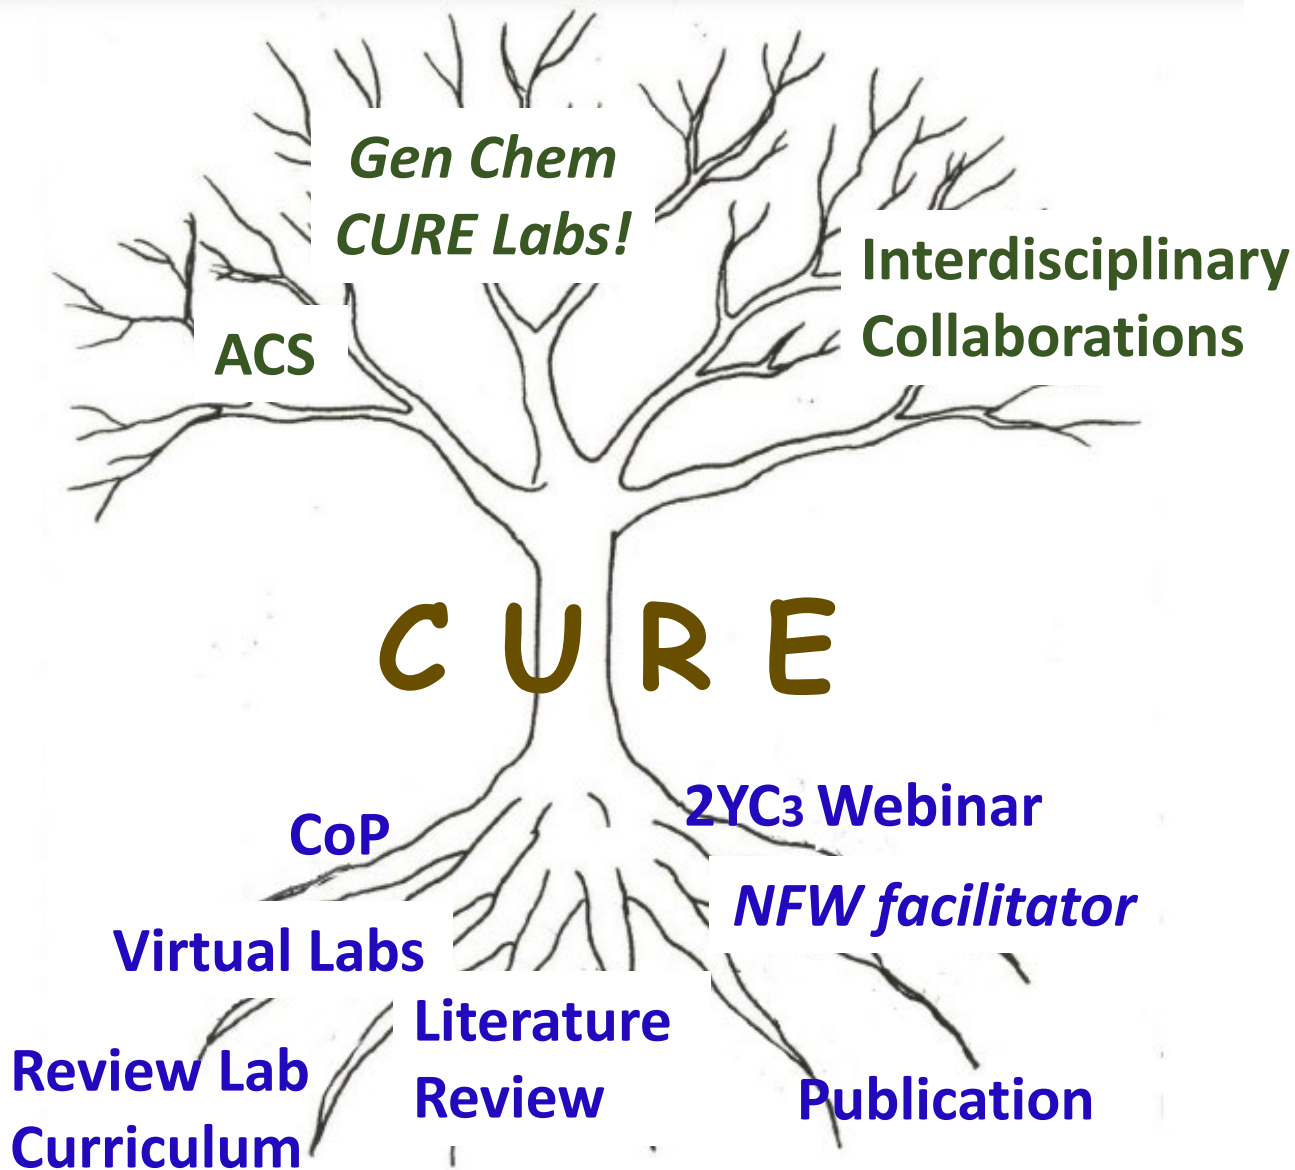 Gen Chem
CURE Labs!
Interdisciplinary
Collaborations
ACS
C U R E
2YC3 Webinar
CoP
NFW facilitator
Virtual Labs
Literature
Review
Review Lab
Curriculum
Publication